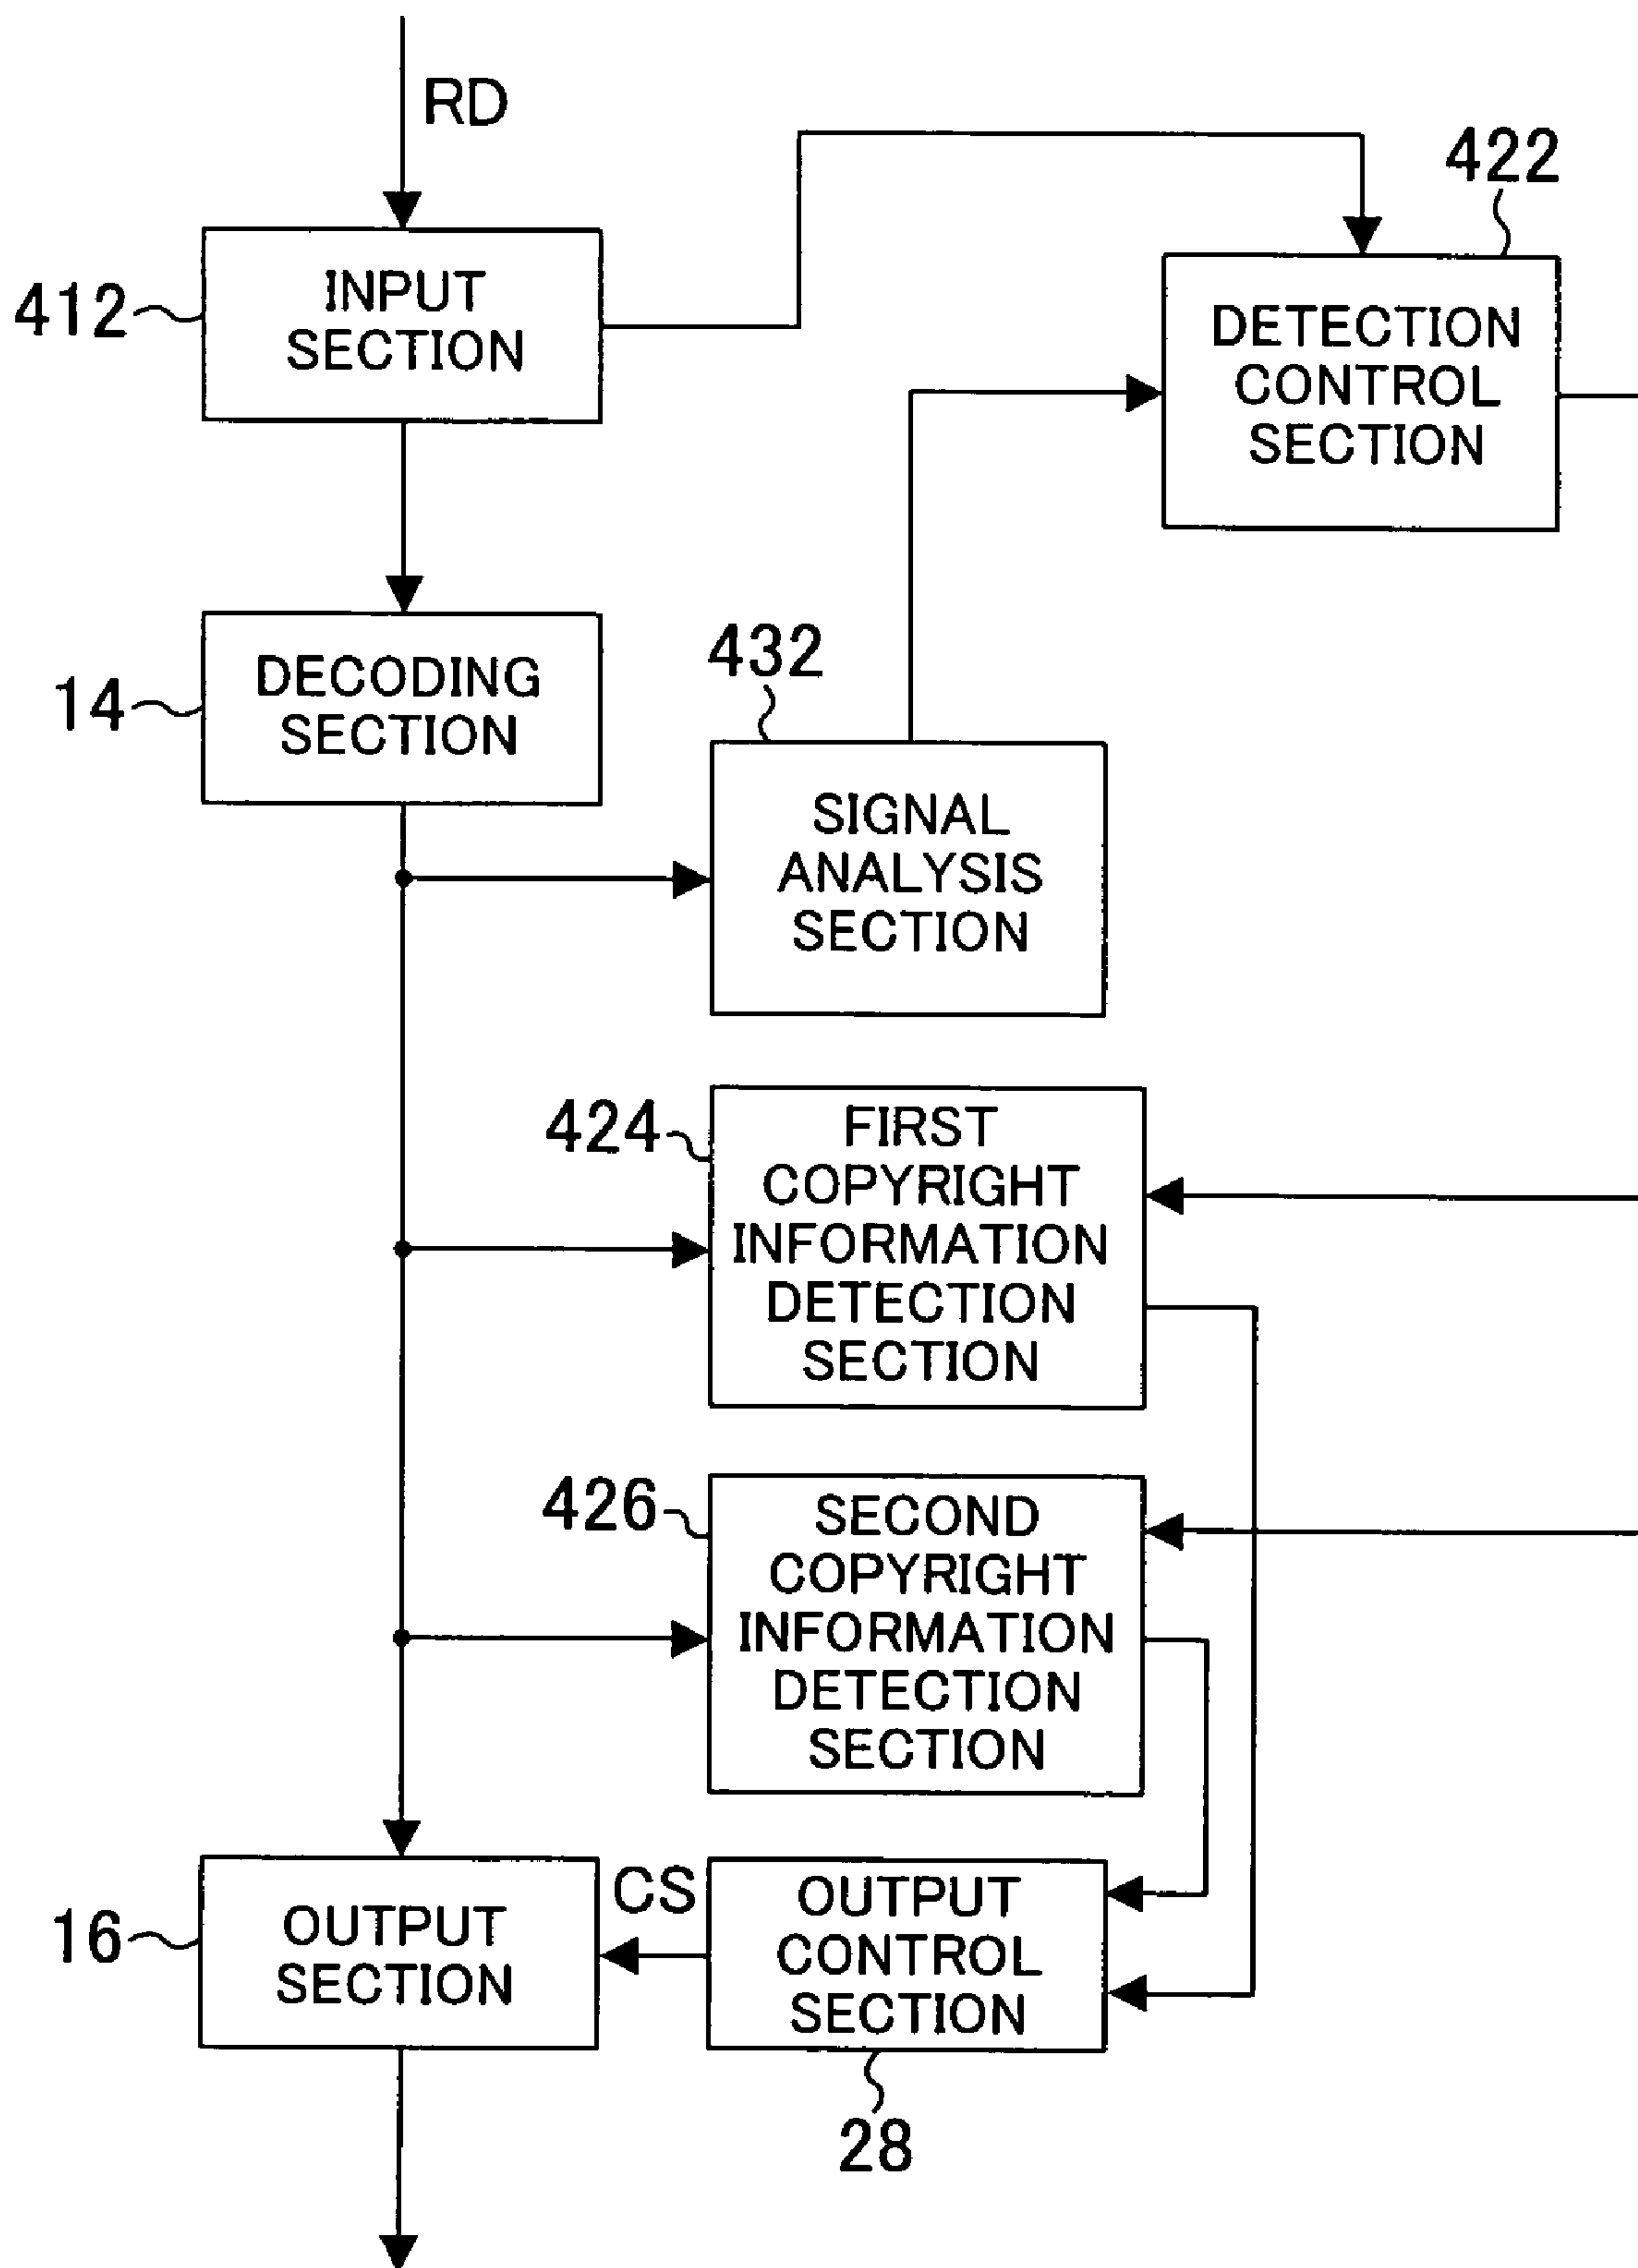 RD
422
412
INPUT
SECTION
DETECTION
CONTROL
SECTION
14
DECODING
SECTION
432
SIGNAL
ANALYSIS
SECTION
424
FIRST
COPYRIGHT
INFORMATION
DETECTION
SECTION
426
SECOND
COPYRIGHT
INFORMATION
DETECTION
SECTION
16
OUTPUT
SECTION
CS
OUTPUT
CONTROL
SECTION
28